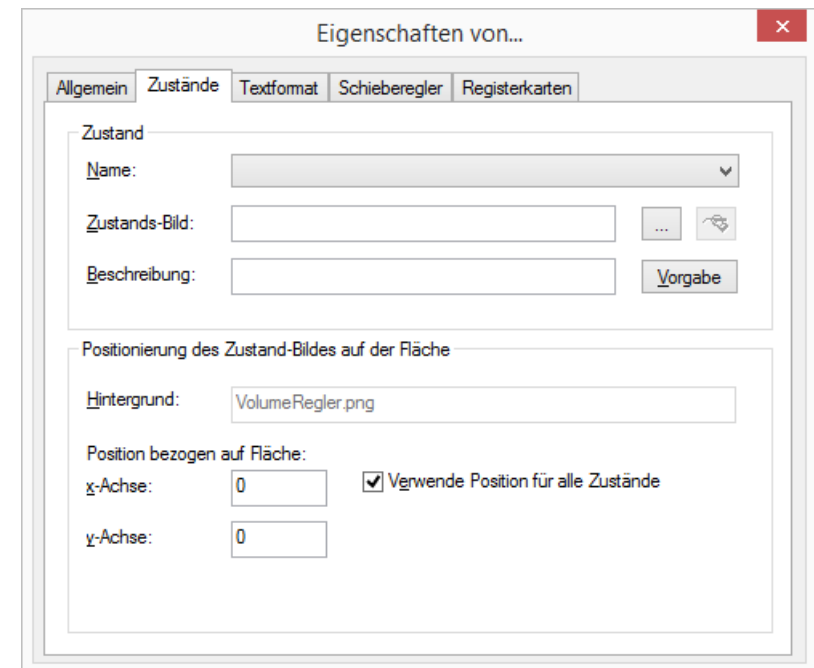 Eigenschaften von...
Allgemein Zustände Textformat Schieberegler Registerkarten
Zustand
Name:
Zustands-Bild: ...
Beschreibung: Vorgabe
Positionierung des Zustand-Bildes auf der Fläche
Hintergrund: VolumeRegler.png
Position bezogen auf Fläche:
x-Achse: 0 Verwende Position für alle Zustände
y-Achse: 0